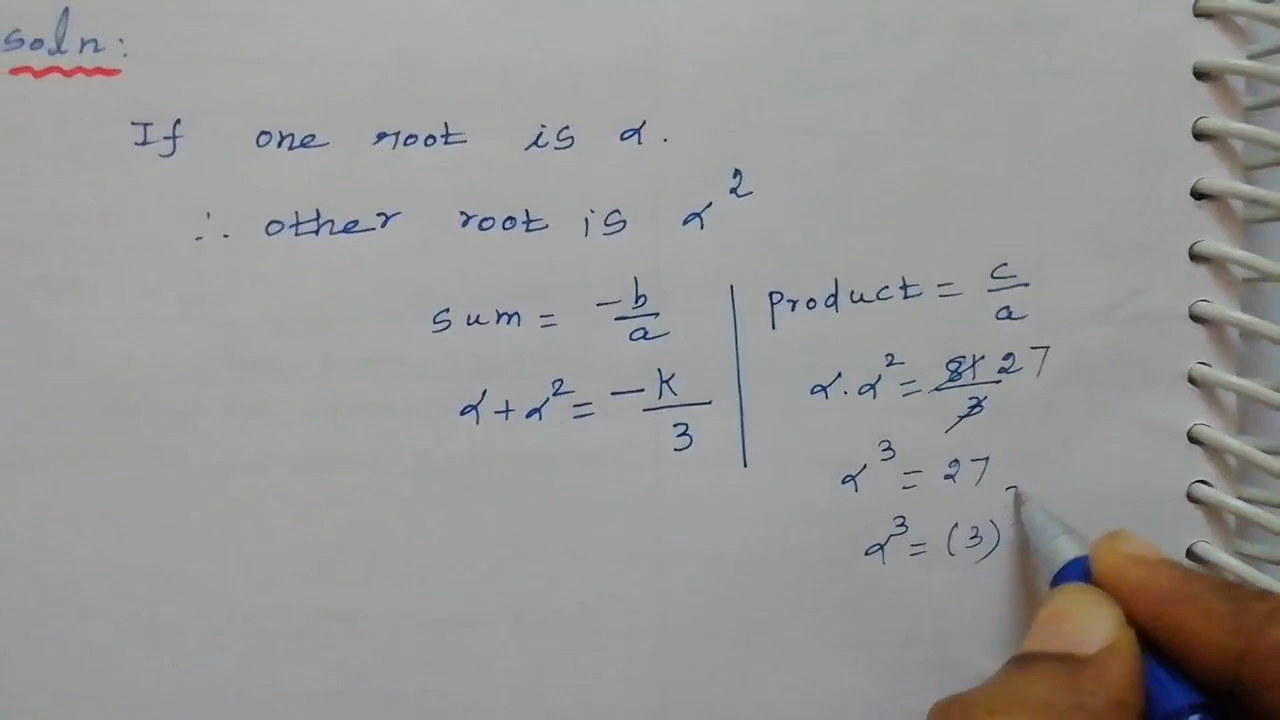 soln:
If one root is α.
∴ other root is α²
sum = -b/a
α + α² = -k/3
product = c/a
α . α² = 81/3 27
α³ = 27
α³ = (3)